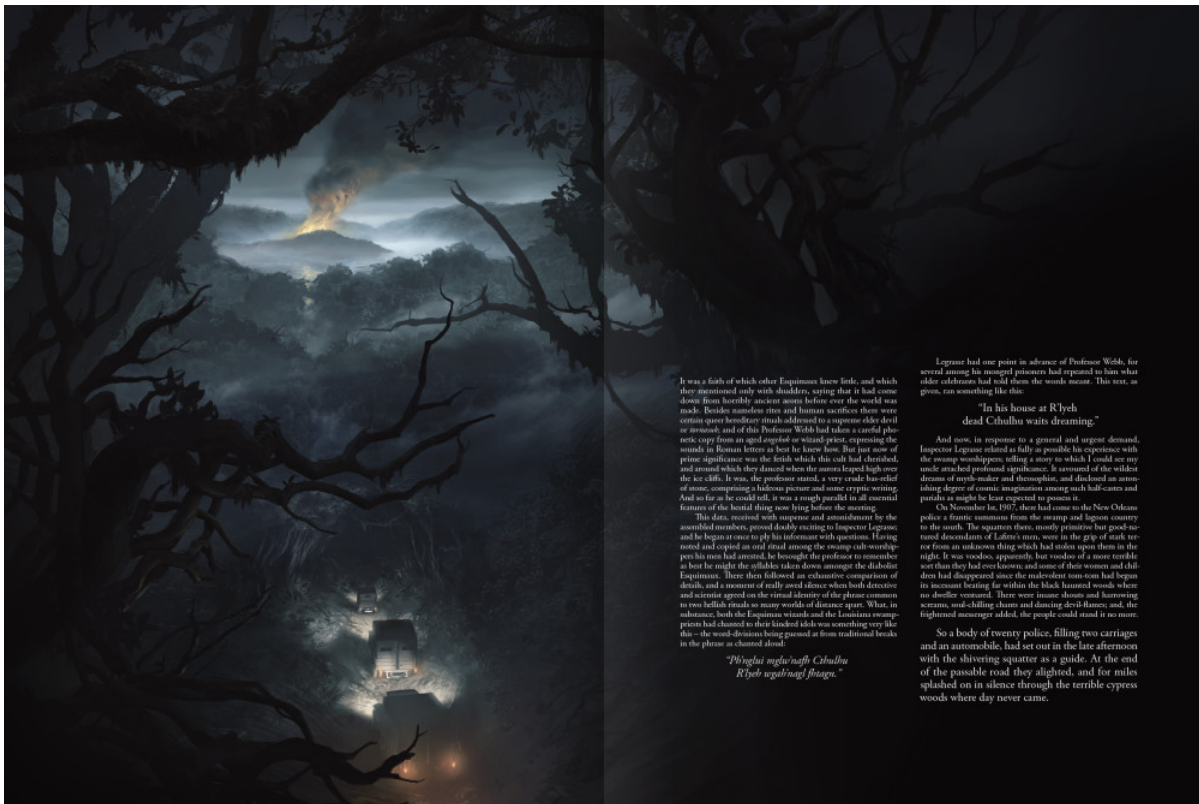 It was a faith of which other Esquimaux knew little, and which
they mentioned only with shudders, saying that it had come
down from horribly ancient aeons before ever the world was
made. Besides nameless rites and human sacrifices there were
certain queer hereditary rituals addressed to a supreme elder devil
or tornasuk; and of this Professor Webb had taken a careful pho-
netic copy from an aged angekok or wizard-priest, expressing the
sounds in Roman letters as best he knew how. But just now of
prime significance was the fetish which this cult had cherished,
and around which they danced when the aurora leaped high over
the ice cliffs. It was, the professor stated, a very crude bas-relief
of stone, comprising a hideous picture and some cryptic writing.
And so far as he could tell, it was a rough parallel in all essential
features of the bestial thing now lying before the meeting.
This data, received with suspense and astonishment by the
assembled members, proved doubly exciting to Inspector Legrasse;
and he began at once to ply his informant with questions. Having
noted and copied an oral ritual among the swamp cult-worship-
pers his men had arrested, he besought the professor to remember
as best he might the syllables taken down amongst the diabolist
Esquimaux. There then followed an exhaustive comparison of
details, and a moment of really awed silence when both detective
and scientist agreed on the virtual identity of the phrase common
to two hellish rituals so many worlds of distance apart. What, in
substance, both the Esquimau wizards and the Louisiana swamp-
priests had chanted to their kindred idols was something very like
this – the word-divisions being guessed at from traditional breaks
in the phrase as chanted aloud:
“Ph'nglui mglw'nafh Cthulhu
R'lyeh wgah'nagl fhtagn.”
Legrasse had one point in advance of Professor Webb, for
several among his mongrel prisoners had repeated to him what
older celebrants had told them the words meant. This text, as
given, ran something like this:
“In his house at R'lyeh
dead Cthulhu waits dreaming.”
And now, in response to a general and urgent demand,
Inspector Legrasse related as fully as possible his experience with
the swamp worshippers; telling a story to which I could see my
uncle attached profound significance. It savoured of the wildest
dreams of myth-maker and theosophist, and disclosed an aston-
ishing degree of cosmic imagination among such half-castes and
pariahs as might be least expected to possess it.
On November 1st, 1907, there had come to the New Orleans
police a frantic summons from the swamp and lagoon country
to the south. The squatters there, mostly primitive but good-na-
tured descendants of Lafitte's men, were in the grip of stark ter-
ror from an unknown thing which had stolen upon them in the
night. It was voodoo, apparently, but voodoo of a more terrible
sort than they had ever known; and some of their women and chil-
dren had disappeared since the malevolent tom-tom had begun
its incessant beating far within the black haunted woods where
no dweller ventured. There were insane shouts and harrowing
screams, soul-chilling chants and dancing devil-flames; and, the
frightened messenger added, the people could stand it no more.
So a body of twenty police, filling two carriages
and an automobile, had set out in the late afternoon
with the shivering squatter as a guide. At the end
of the passable road they alighted, and for miles
splashed on in silence through the terrible cypress
woods where day never came.